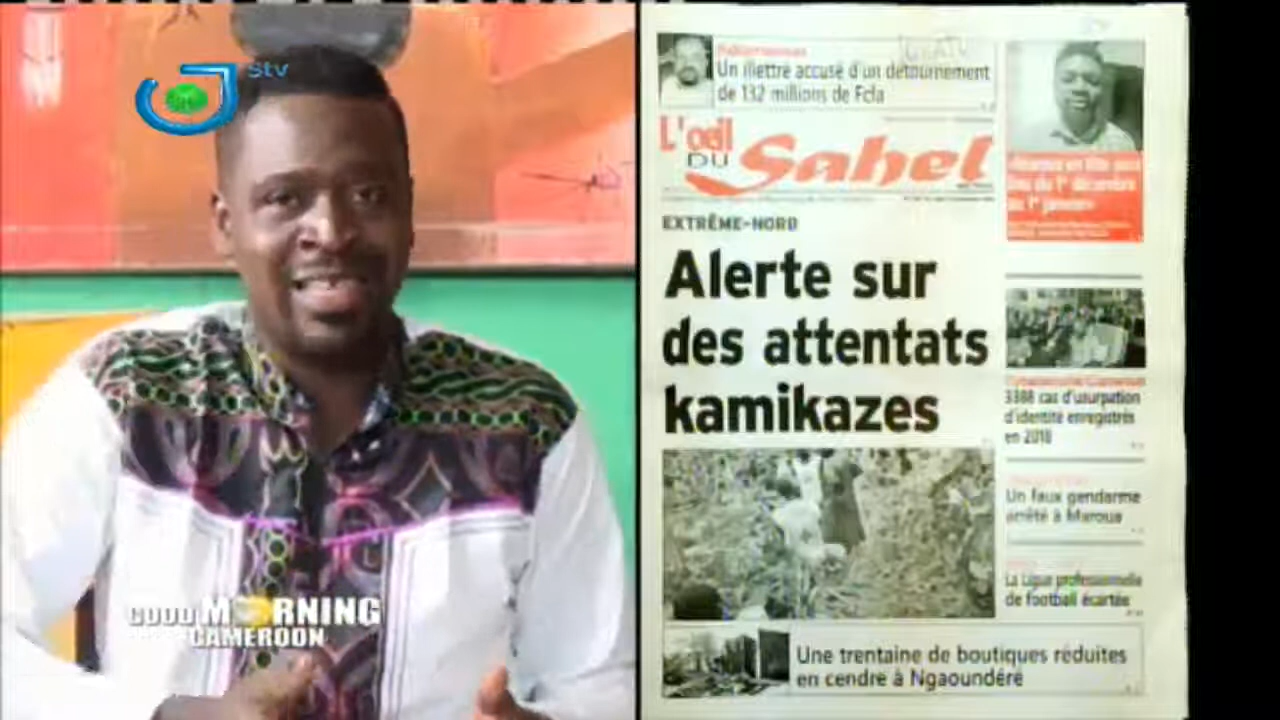 Stv
GOOD MORNING
CAMEROON
Un illettré accusé d'un détournement
de 132 millions de Fcfa
L'œil
DU Sahel
EXTRÊME-NORD
Alerte sur
des attentats
kamikazes
3388 cas d'usurpation
d'identité enregistrés
en 2018
Un faux gendarme
arrêté à Maroua
La Ligue professionnelle
de football écartée
Une trentaine de boutiques réduites
en cendre à Ngaoundéré